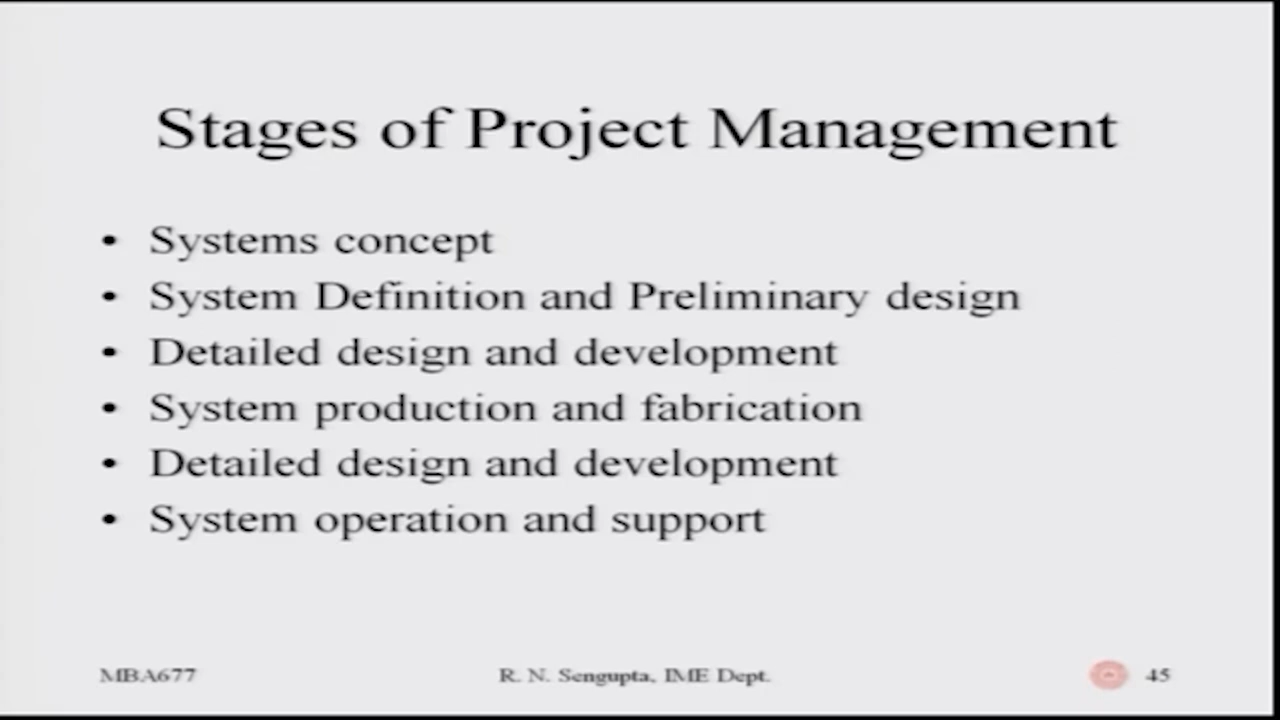 Stages of Project Management
• Systems concept
• System Definition and Preliminary design
• Detailed design and development
• System production and fabrication
• Detailed design and development
• System operation and support
MBA677 R. N. Sengupta, IME Dept. 45